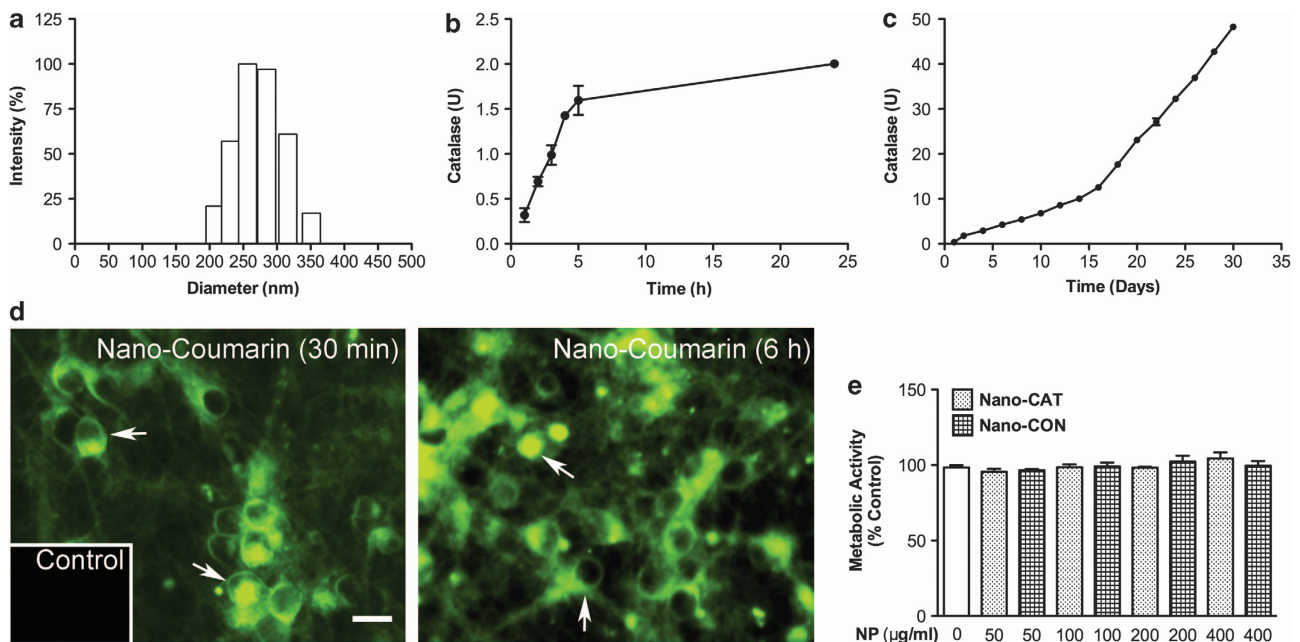 a
125
100
75
50
25
0
Intensity (%)
0 50 100 150 200 250 300 350 400 450 500
Diameter (nm)
b
2.5
2.0
1.5
1.0
0.5
0.0
Catalase (U)
0 5 10 15 20 25
Time (h)
c
50
40
30
20
10
0
Catalase (U)
0 5 10 15 20 25 30 35
Time (Days)
d
Nano-Coumarin (30 min)
Control
Nano-Coumarin (6 h)
e
150
100
50
0
Metabolic Activity
(% Control)
Nano-CAT
Nano-CON
NP (µg/ml) 0 50 50 100 100 200 200 400 400